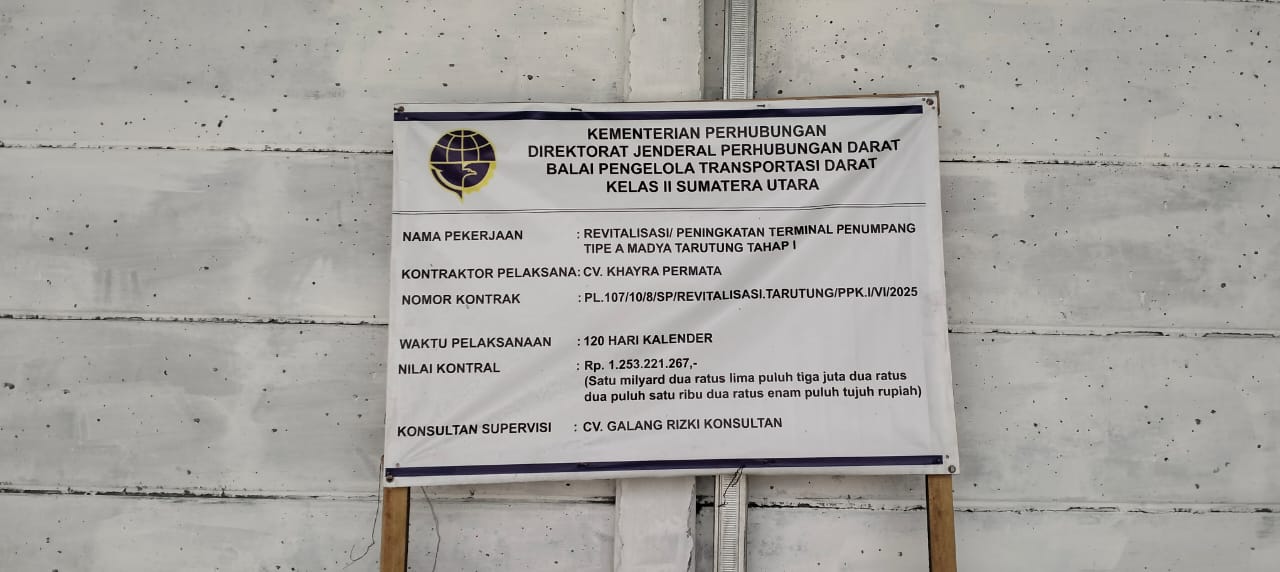 KEMENTERIAN PERHUBUNGAN
DIREKTORAT JENDERAL PERHUBUNGAN DARAT
BALAI PENGELOLA TRANSPORTASI DARAT
KELAS II SUMATERA UTARA
NAMA PEKERJAAN : REVITALISASI/ PENINGKATAN TERMINAL PENUMPANG
TIPE A MADYA TARUTUNG TAHAP I
KONTRAKTOR PELAKSANA: CV. KHAYRA PERMATA
NOMOR KONTRAK : PL.107/10/8/SP/REVITALISASI.TARUTUNG/PPK.I/VI/2025
WAKTU PELAKSANAAN : 120 HARI KALENDER
NILAI KONTRAL : Rp. 1.253.221.267,-
(Satu milyard dua ratus lima puluh tiga juta dua ratus
dua puluh satu ribu dua ratus enam puluh tujuh rupiah)
KONSULTAN SUPERVISI : CV. GALANG RIZKI KONSULTAN